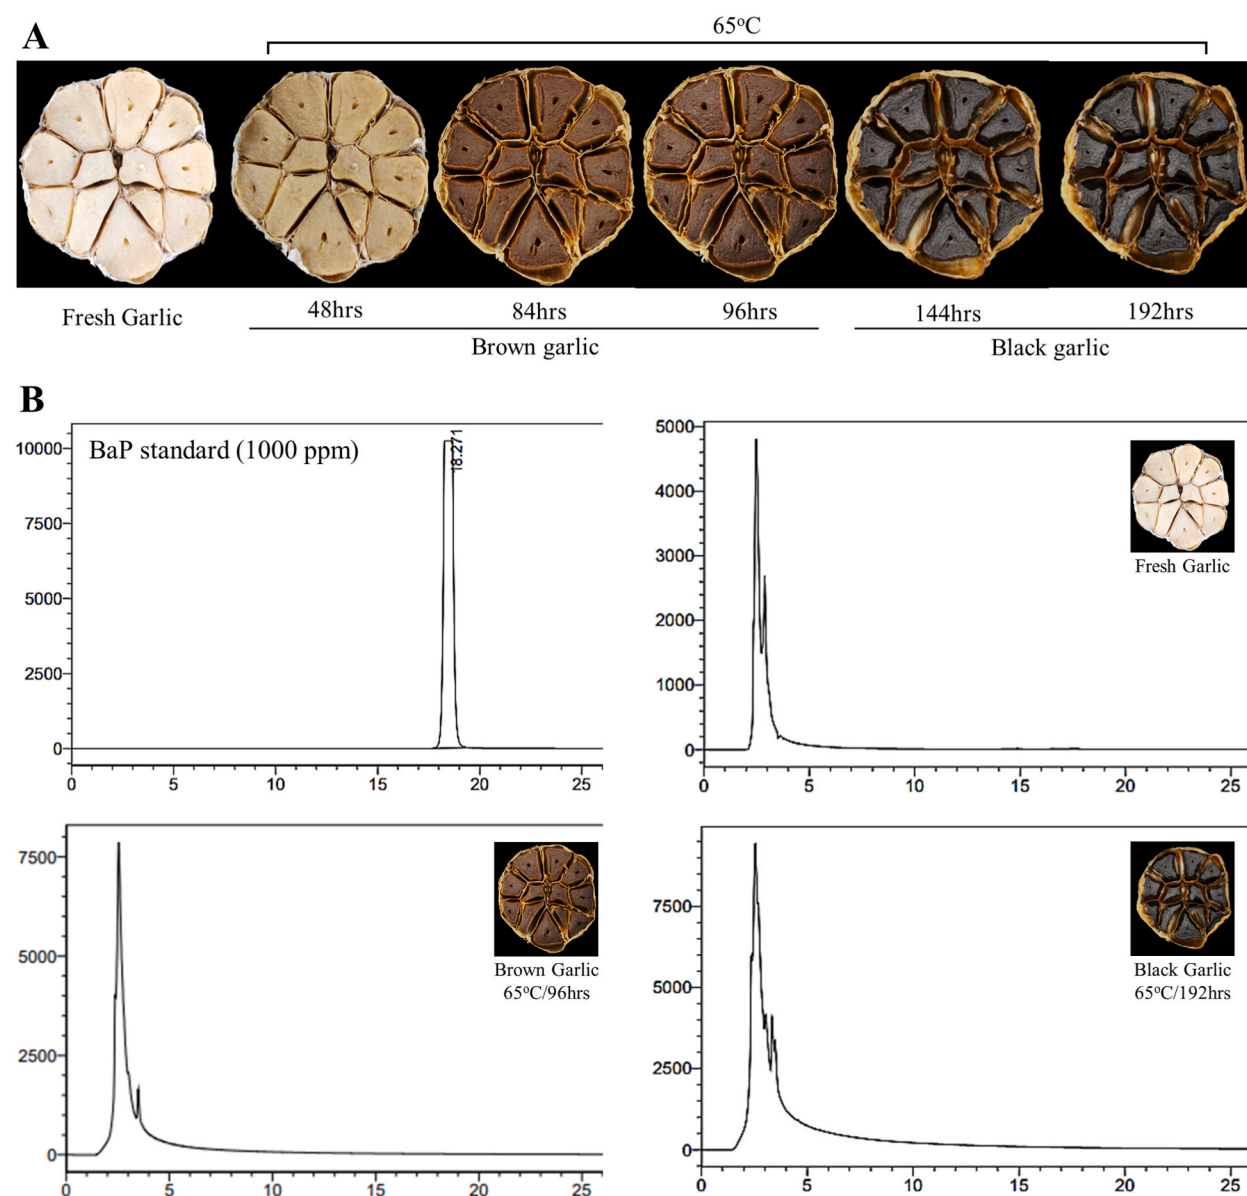 A
65°C
Fresh Garlic
48hrs
84hrs
96hrs
144hrs
192hrs
Brown garlic
Black garlic
B
BaP standard (1000 ppm)
18.271
10000
7500
5000
2500
0
0 5 10 15 20 25
5000
4000
3000
2000
1000
0
0 5 10 15 20 25
Fresh Garlic
7500
5000
2500
0
0 5 10 15 20 25
Brown Garlic
65°C/96hrs
7500
5000
2500
0
0 5 10 15 20 25
Black Garlic
65°C/192hrs